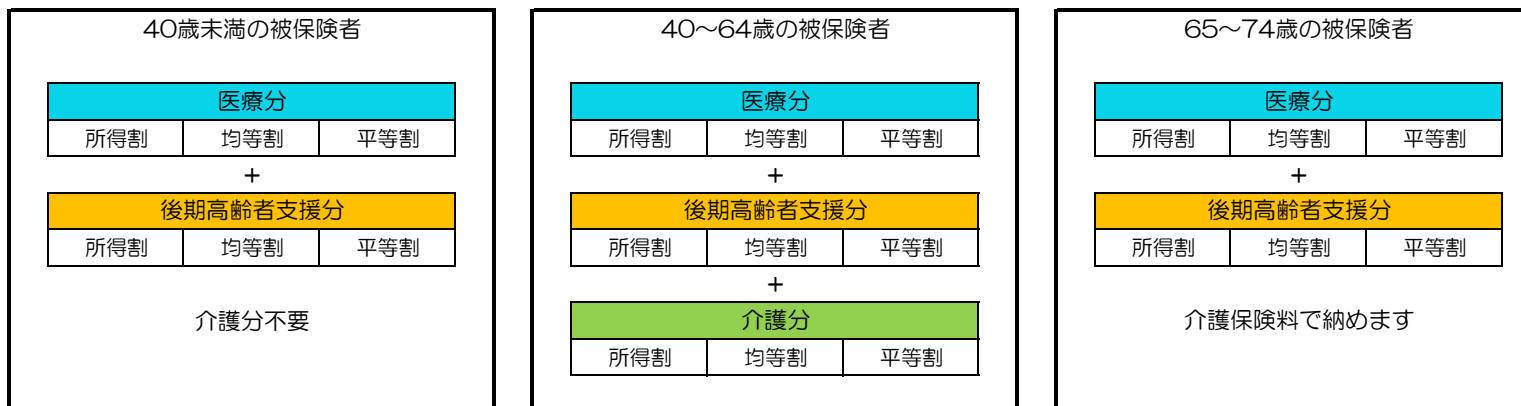 40歳未満の被保険者
医療分
所得割 均等割 平等割
+
後期高齢者支援分
所得割 均等割 平等割
介護分不要
40～64歳の被保険者
医療分
所得割 均等割 平等割
+
後期高齢者支援分
所得割 均等割 平等割
+
介護分
所得割 均等割 平等割
65～74歳の被保険者
医療分
所得割 均等割 平等割
+
後期高齢者支援分
所得割 均等割 平等割
介護保険料で納めます